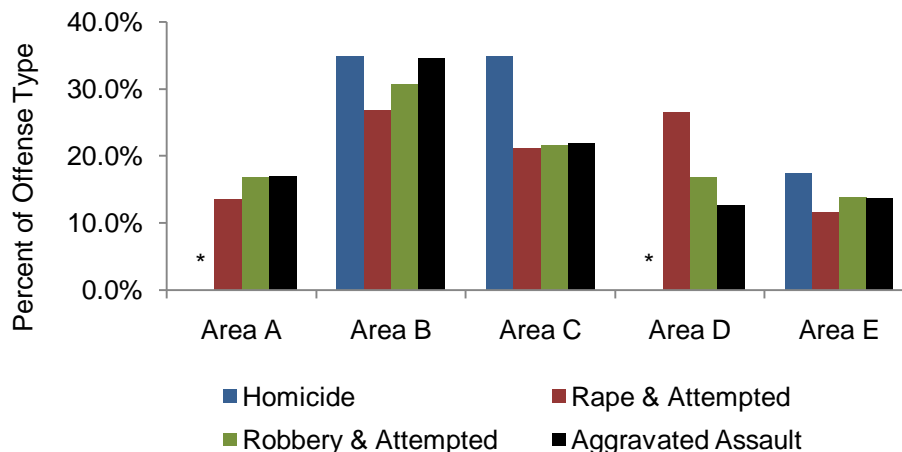 Percent of Offense Type
40.0%
30.0%
20.0%
10.0%
0.0%
*
*
Area A Area B Area C Area D Area E
Homicide Rape & Attempted
Robbery & Attempted Aggravated Assault